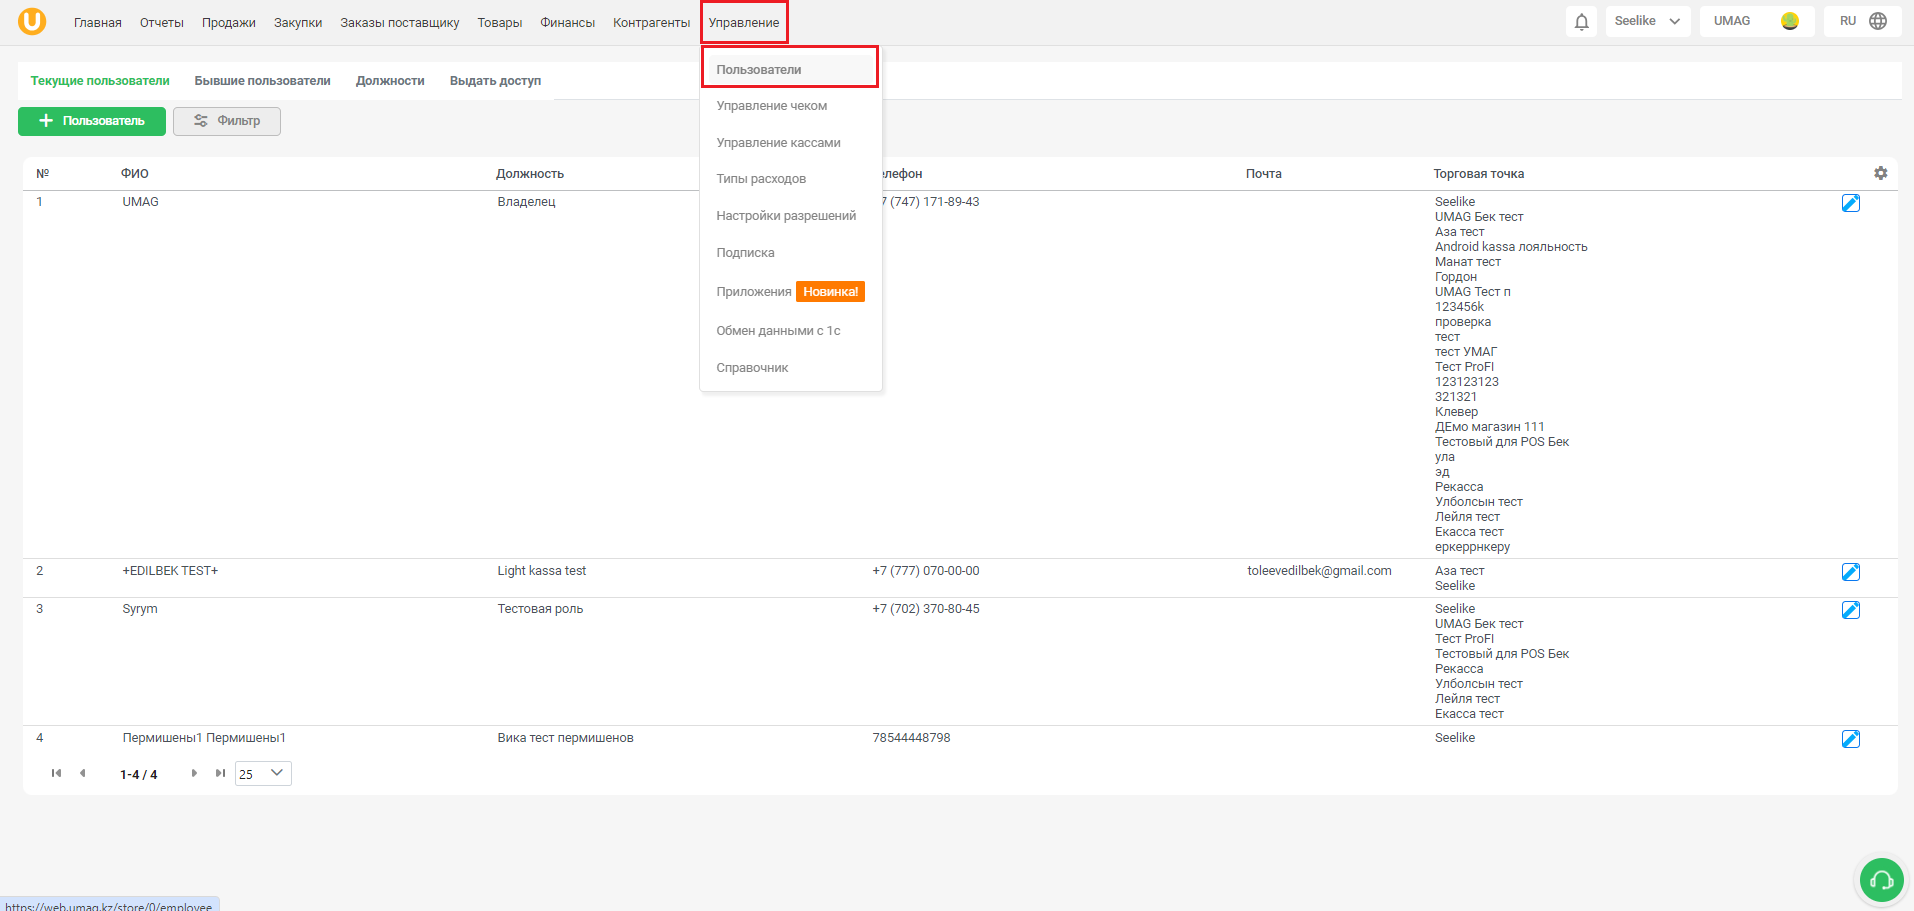 Главная Отчеты Продажи Закупки Заказы поставщику Товары Финансы Контрагенты Управление Seelike UMAG RU
Текущие пользователи Бывшие пользователи Должности Выдать доступ
+ Пользователь Фильтр
Пользователи
Управление чеком
Управление кассами
Типы расходов
Настройки разрешений
Подписка
Приложения Новинка!
Обмен данными с 1с
Справочник
№ ФИО Должность елефон Почта Торговая точка
1 UMAG Владелец 7 (747) 171-89-43 Seelike
UMAG Бек тест
Аза тест
Android kassa лояльность
Манат тест
Гордон
UMAG Тест п
123456k
проверка
тест
тест УМАГ
Тест ProFI
123123123
321321
Клевер
ДЕмо магазин 111
Тестовый для POS Бек
ула
эд
Рекасса
Улболсын тест
Лейля тест
Екасса тест
еркеррнкеру
2 +EDILBEK TEST+ Light kassa test +7 (777) 070-00-00 toleevedilbek@gmail.com Аза тест
Seelike
3 Syrym Тестовая роль +7 (702) 370-80-45 Seelike
UMAG Бек тест
Тест ProFI
Тестовый для POS Бек
Рекасса
Улболсын тест
Лейля тест
Екасса тест
4 Пермишены1 Пермишены1 Вика тест пермишенов 78544448798 Seelike
1-4 / 4 25
https://web.umag.kz/store/0/employee